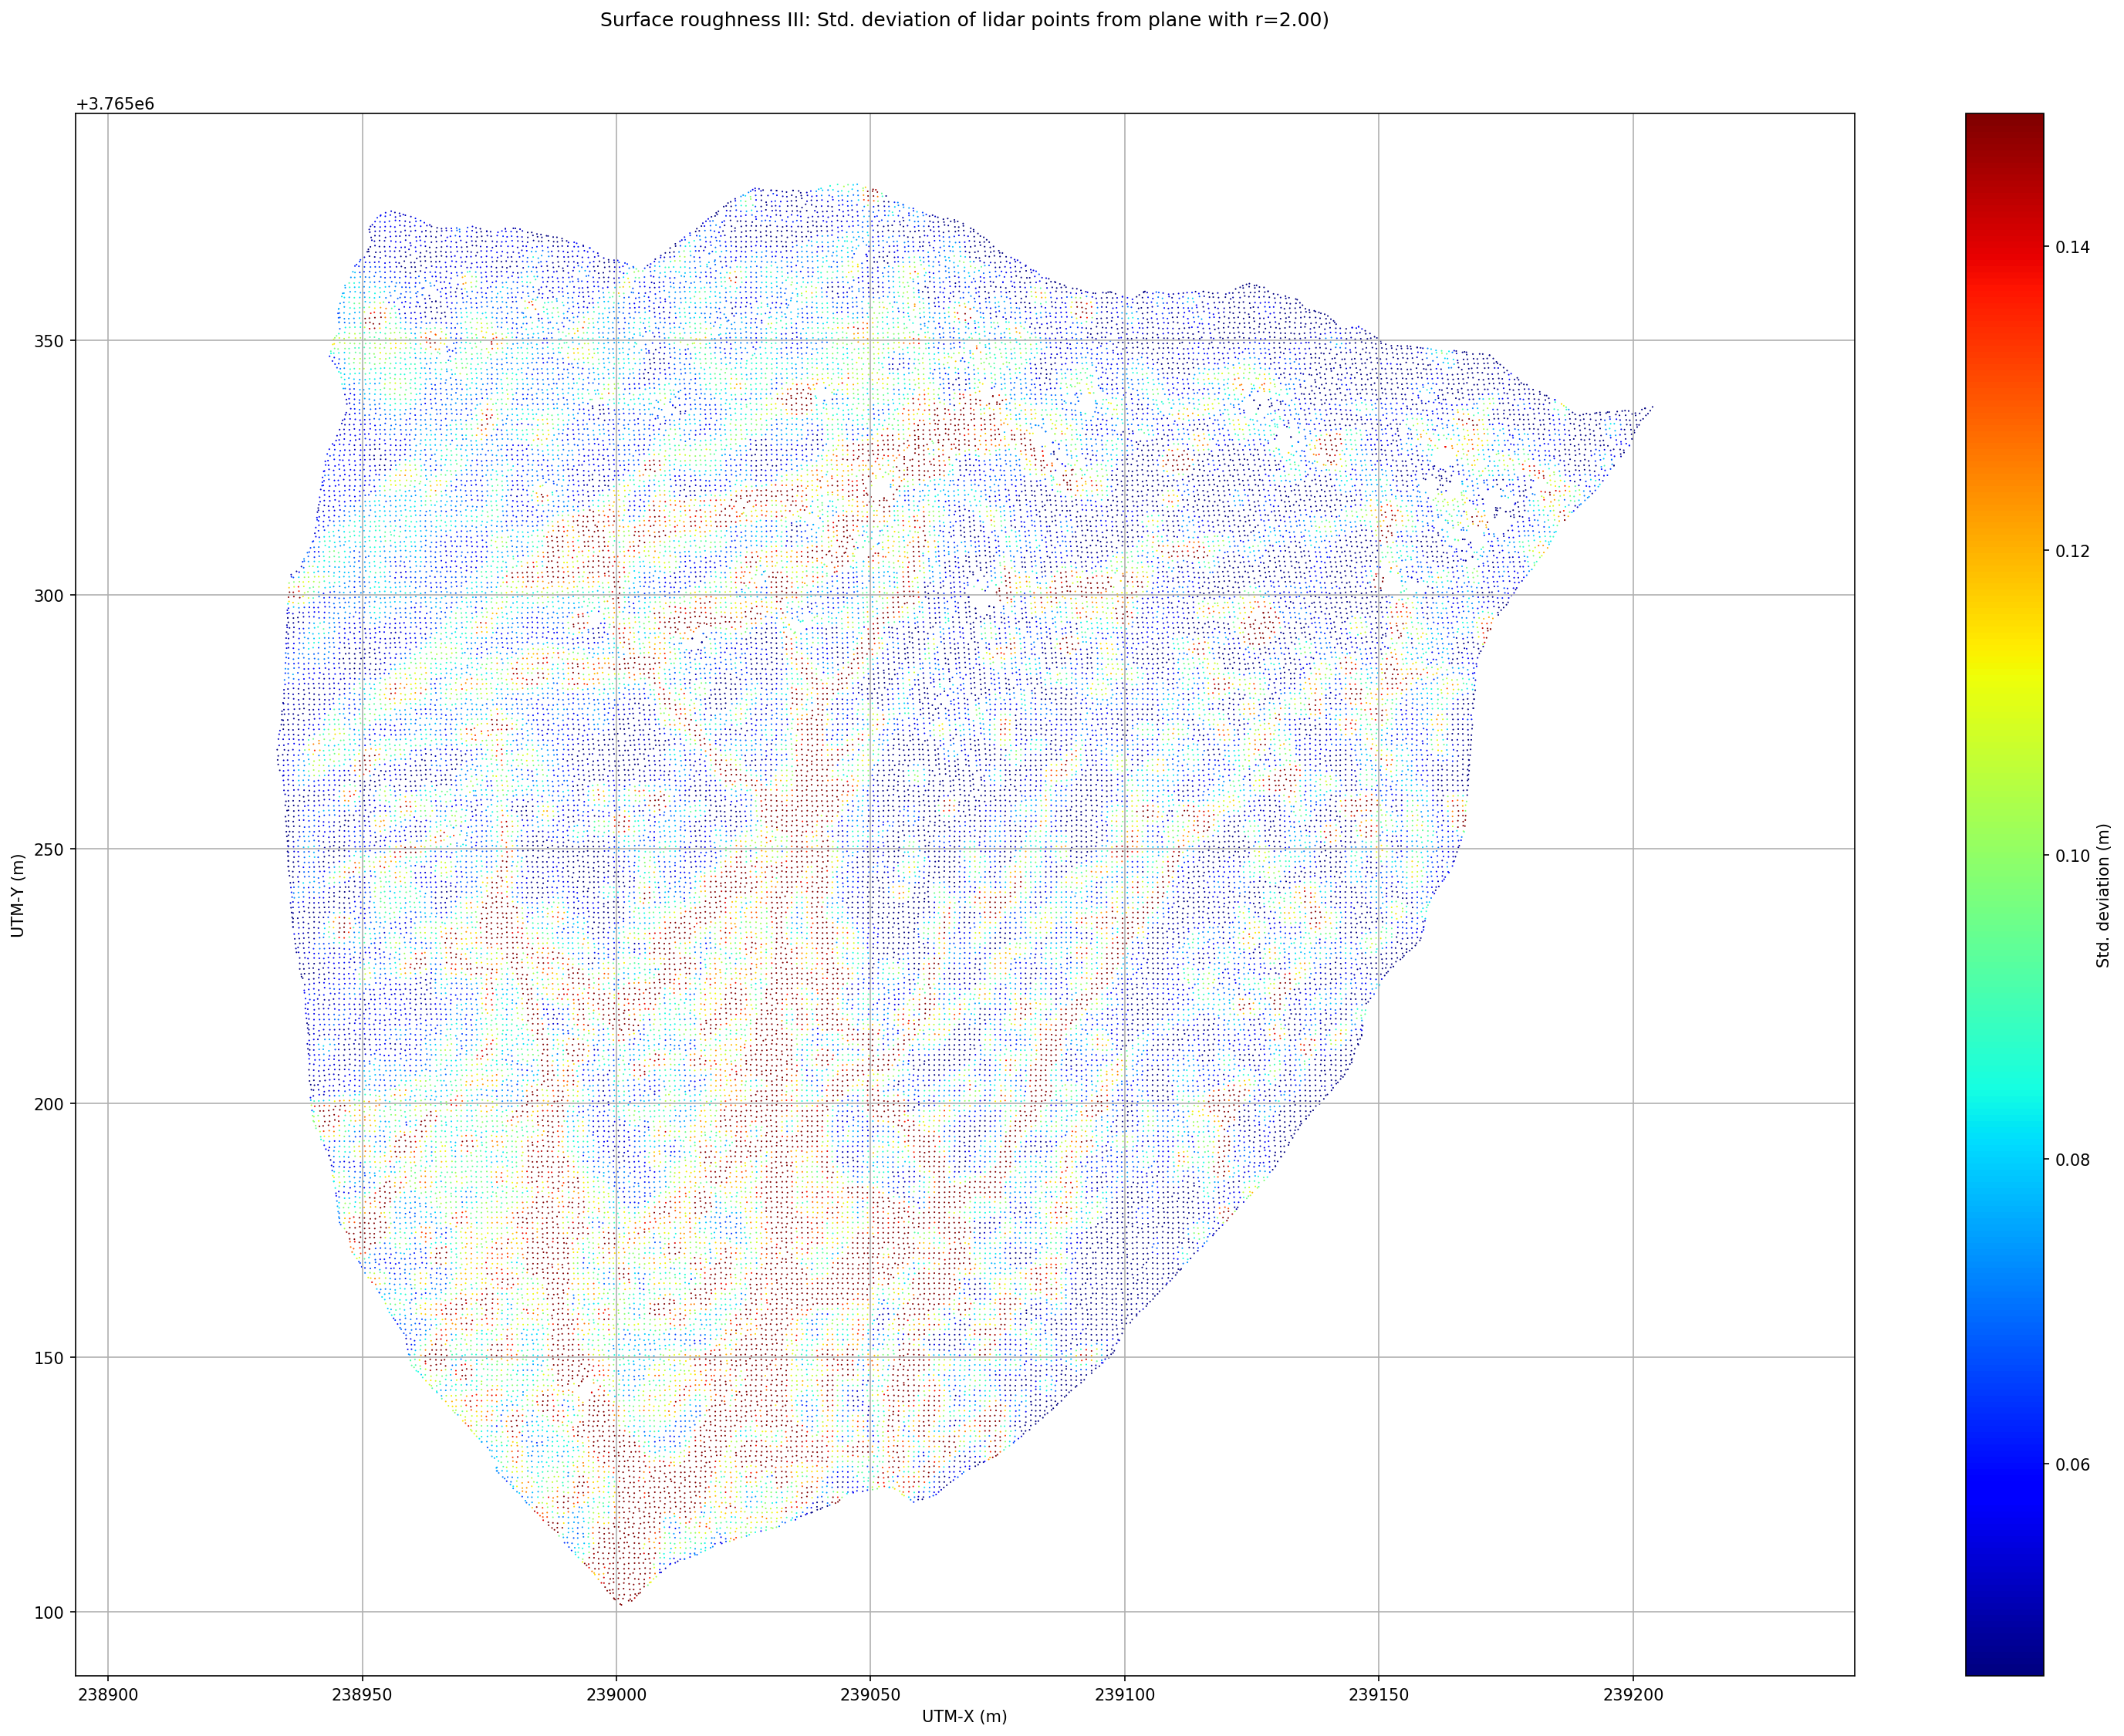 Surface roughness III: Std. deviation of lidar points from plane with r=2.00)
+3.765e6
350
300
250
200
150
100
UTM-Y (m)
238900 238950 239000 239050 239100 239150 239200
UTM-X (m)
0.14
0.12
0.10
0.08
0.06
Std. deviation (m)